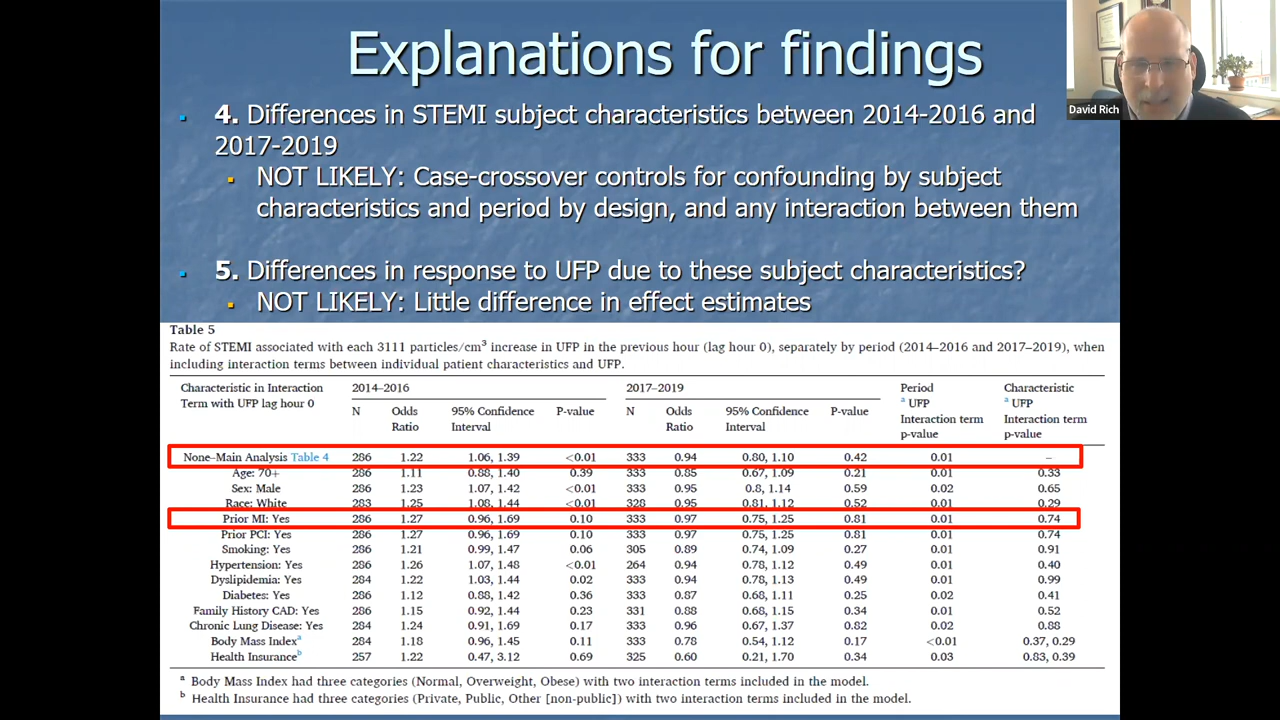 Explanations for findings
David Rich
4. Differences in STEMI subject characteristics between 2014-2016 and
2017-2019
NOT LIKELY: Case-crossover controls for confounding by subject
characteristics and period by design, and any interaction between them
5. Differences in response to UFP due to these subject characteristics?
NOT LIKELY: Little difference in effect estimates
Table 5
Rate of STEMI associated with each 3111 particles/cm³ increase in UFP in the previous hour (lag hour 0), separately by period (2014–2016 and 2017–2019), when
including interaction terms between individual patient characteristics and UFP.
Characteristic in Interaction 2014–2016 2017–2019 Period Characteristic
Term with UFP lag hour 0 a UFP a UFP
N Odds 95% Confidence P-value N Odds 95% Confidence P-value Interaction term Interaction term
Ratio Interval Ratio Interval p-value p-value
None–Main Analysis Table 4 286 1.22 1.06, 1.39 <0.01 333 0.94 0.80, 1.10 0.42 0.01 –
Age: 70+ 286 1.11 0.88, 1.40 0.39 333 0.85 0.67, 1.09 0.21 0.01 0.33
Sex: Male 286 1.23 1.07, 1.42 <0.01 333 0.95 0.8, 1.14 0.59 0.02 0.65
Race: White 283 1.25 1.08, 1.44 <0.01 328 0.95 0.81, 1.12 0.52 0.01 0.29
Prior MI: Yes 286 1.27 0.96, 1.69 0.10 333 0.97 0.75, 1.25 0.81 0.01 0.74
Prior PCI: Yes 286 1.27 0.96, 1.69 0.10 333 0.97 0.75, 1.25 0.81 0.01 0.74
Smoking: Yes 286 1.21 0.99, 1.47 0.06 305 0.89 0.74, 1.09 0.27 0.01 0.91
Hypertension: Yes 286 1.26 1.07, 1.48 <0.01 264 0.94 0.78, 1.12 0.49 0.01 0.40
Dyslipidemia: Yes 284 1.22 1.03, 1.44 0.02 333 0.94 0.78, 1.13 0.49 0.01 0.99
Diabetes: Yes 286 1.12 0.88, 1.42 0.36 333 0.87 0.68, 1.11 0.25 0.02 0.41
Family History CAD: Yes 286 1.15 0.92, 1.44 0.23 331 0.88 0.68, 1.15 0.34 0.01 0.52
Chronic Lung Disease: Yes 284 1.24 0.91, 1.69 0.17 333 0.96 0.67, 1.37 0.82 0.02 0.88
Body Mass Index a 284 1.18 0.96, 1.45 0.11 333 0.78 0.54, 1.12 0.17 <0.01 0.37, 0.29
Health Insurance b 257 1.22 0.47, 3.12 0.69 325 0.60 0.21, 1.70 0.34 0.03 0.83, 0.39
a Body Mass Index had three categories (Normal, Overweight, Obese) with two interaction terms included in the model.
b Health Insurance had three categories (Private, Public, Other [non-public]) with two interaction terms included in the model.